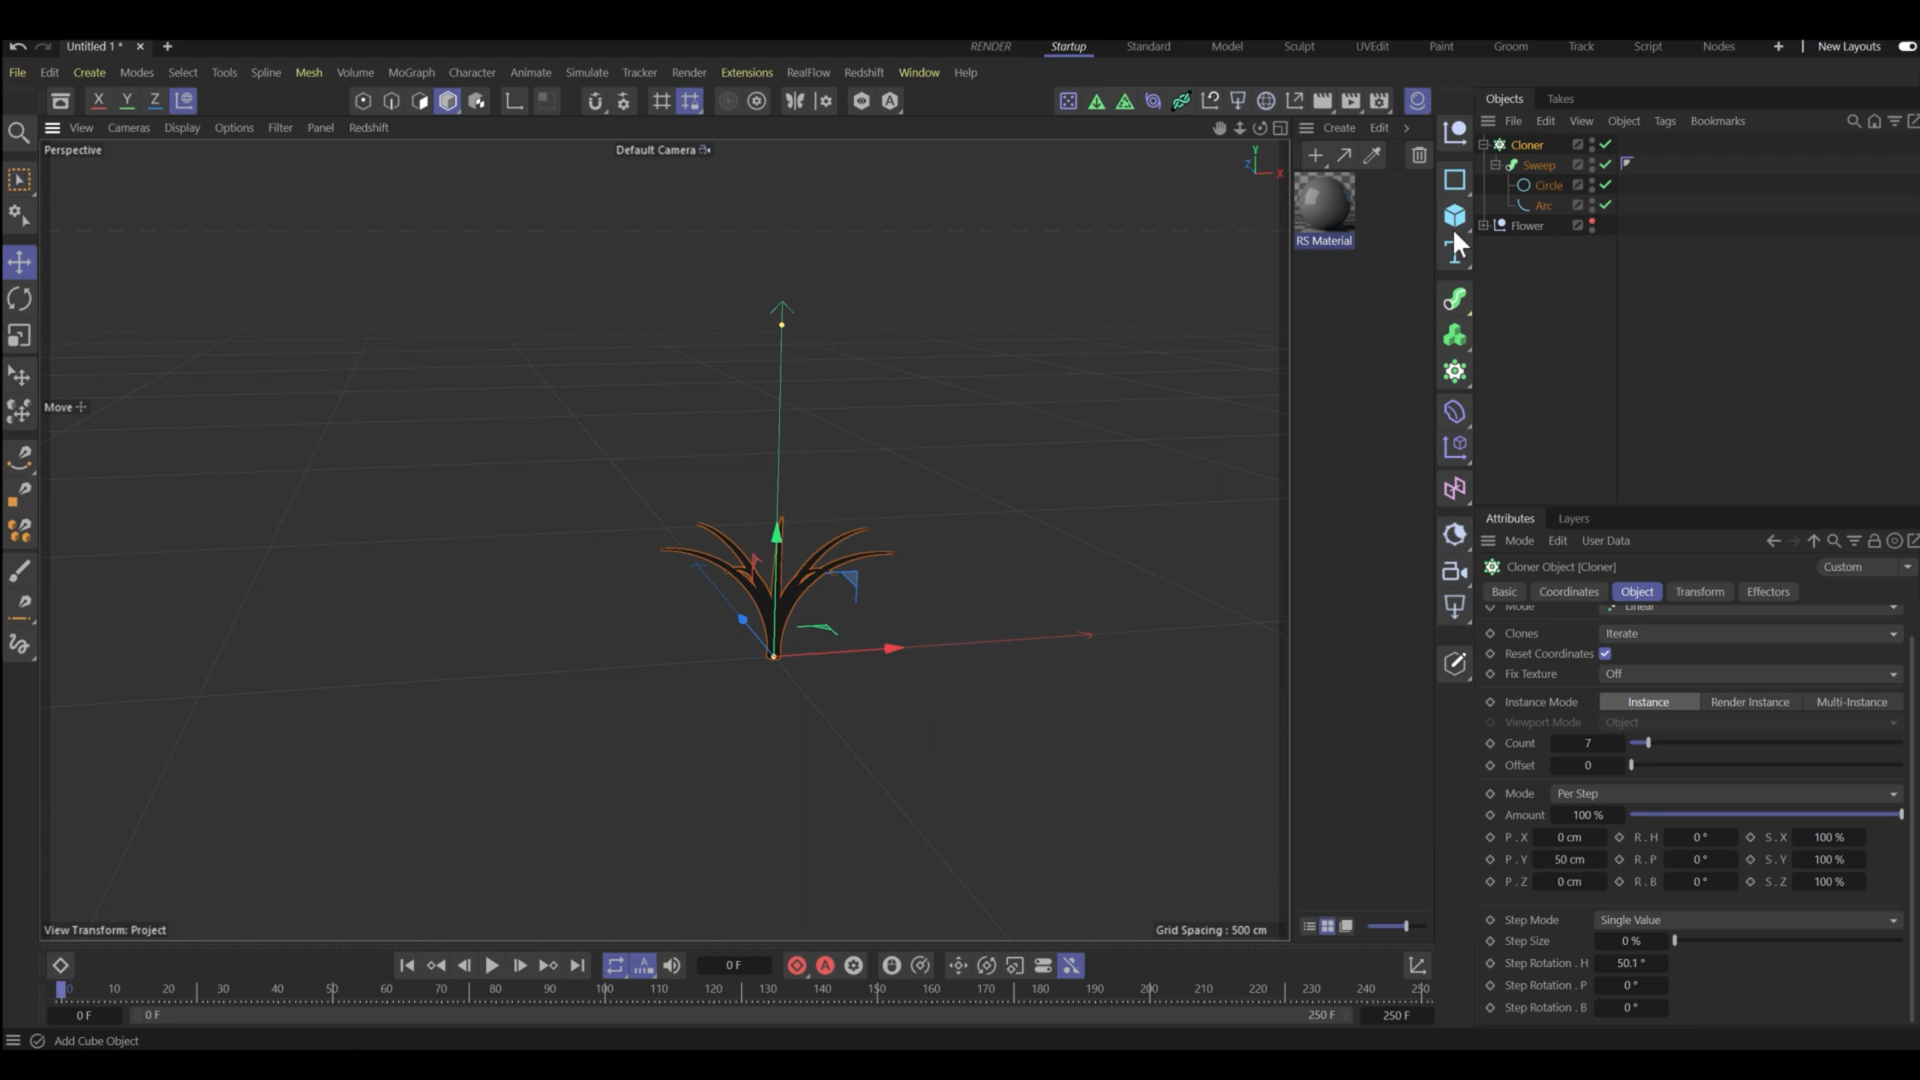 Untitled 1 *
RENDER Startup Standard Model Sculpt UVEdit Paint Groom Track Script Nodes New Layouts
File Edit Create Modes Select Tools Spline Mesh Volume MoGraph Character Animate Simulate Tracker Render Extensions RealFlow Redshift Window Help
X Y Z
Objects Takes
View Cameras Display Options Filter Panel Redshift
Create Edit
File Edit View Object Tags Bookmarks
Perspective
Default Camera
Y
Z X
Cloner
Sweep
Circle
Arc
Flower
RS Material
Move
Attributes Layers
Mode Edit User Data
Cloner Object [Cloner]
Custom
Basic Coordinates Object Transform Effectors
Mode Linear
Clones Iterate
Reset Coordinates
Fix Texture Off
Instance Mode Instance Render Instance Multi-Instance
Viewport Mode Object
Count 7
Offset 0
Mode Per Step
Amount 100 %
P . X 0 cm R . H 0 ° S . X 100 %
P . Y 50 cm R . P 0 ° S . Y 100 %
P . Z 0 cm R . B 0 ° S . Z 100 %
Step Mode Single Value
Step Size 0 %
Step Rotation . H 50.1 °
Step Rotation . P 0 °
Step Rotation . B 0 °
View Transform: Project
Grid Spacing : 500 cm
0 F
0 10 20 30 40 50 60 70 80 90 100 110 120 130 140 150 160 170 180 190 200 210 220 230 240 250
0 F 0 F 250 F 250 F
Add Cube Object